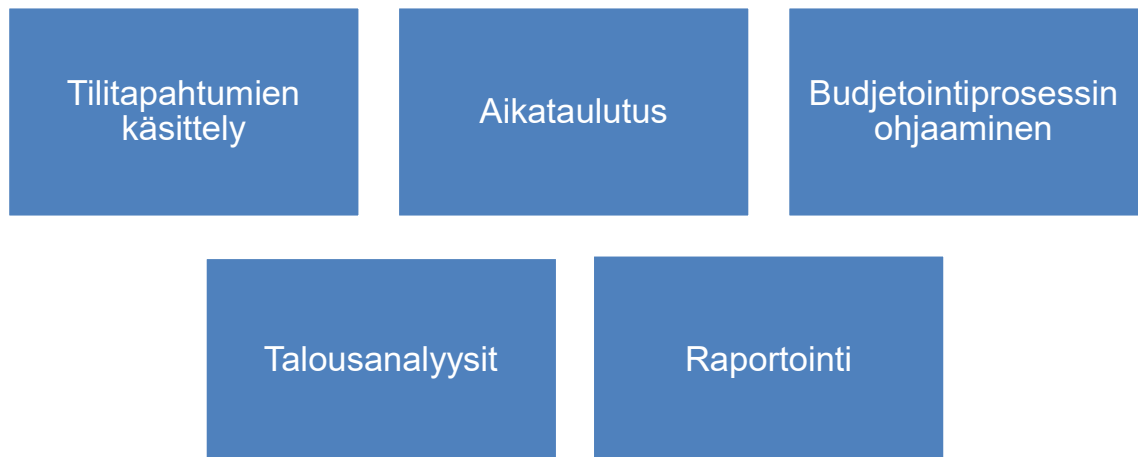 Tilitapahtumien
käsittely
Aikataulutus
Budjetointiprosessin
ohjaaminen
Talousanalyysit
Raportointi